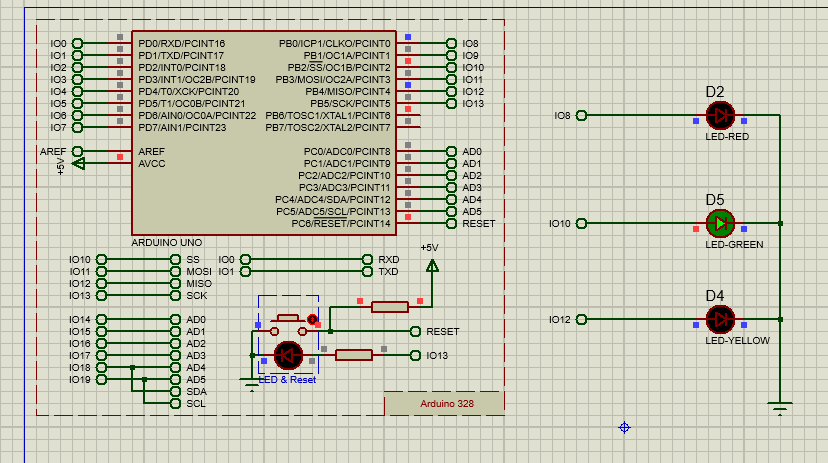 IO0 PD0/RXD/PCINT16 PB0/ICP1/CLKO/PCINT0 IO8
IO1 PD1/TXD/PCINT17 PB1/OC1A/PCINT1 IO9
IO2 PD2/INT0/PCINT18 PB2/SS/OC1B/PCINT2 IO10
IO3 PD3/INT1/OC2B/PCINT19 PB3/MOSI/OC2A/PCINT3 IO11
IO4 PD4/T0/XCK/PCINT20 PB4/MISO/PCINT4 IO12
IO5 PD5/T1/OC0B/PCINT21 PB5/SCK/PCINT5 IO13
IO6 PD6/AIN0/OC0A/PCINT22 PB6/TOSC1/XTAL1/PCINT6
IO7 PD7/AIN1/PCINT23 PB7/TOSC2/XTAL2/PCINT7
AREF AREF PC0/ADC0/PCINT8 AD0
+5V AVCC PC1/ADC1/PCINT9 AD1
PC2/ADC2/PCINT10 AD2
PC3/ADC3/PCINT11 AD3
PC4/ADC4/SDA/PCINT12 AD4
PC5/ADC5/SCL/PCINT13 AD5
PC6/RESET/PCINT14 RESET
ARDUINO UNO
+5V
IO10 SS IO0 RXD
IO11 MOSI IO1 TXD
IO12 MISO
IO13 SCK
IO14 AD0
IO15 AD1 RESET
IO16 AD2
IO17 AD3 IO13
IO18 AD4
IO19 AD5 LED & Reset
SDA
SCL
Arduino 328
D2
IO8
LED-RED
D5
IO10
LED-GREEN
D4
IO12
LED-YELLOW